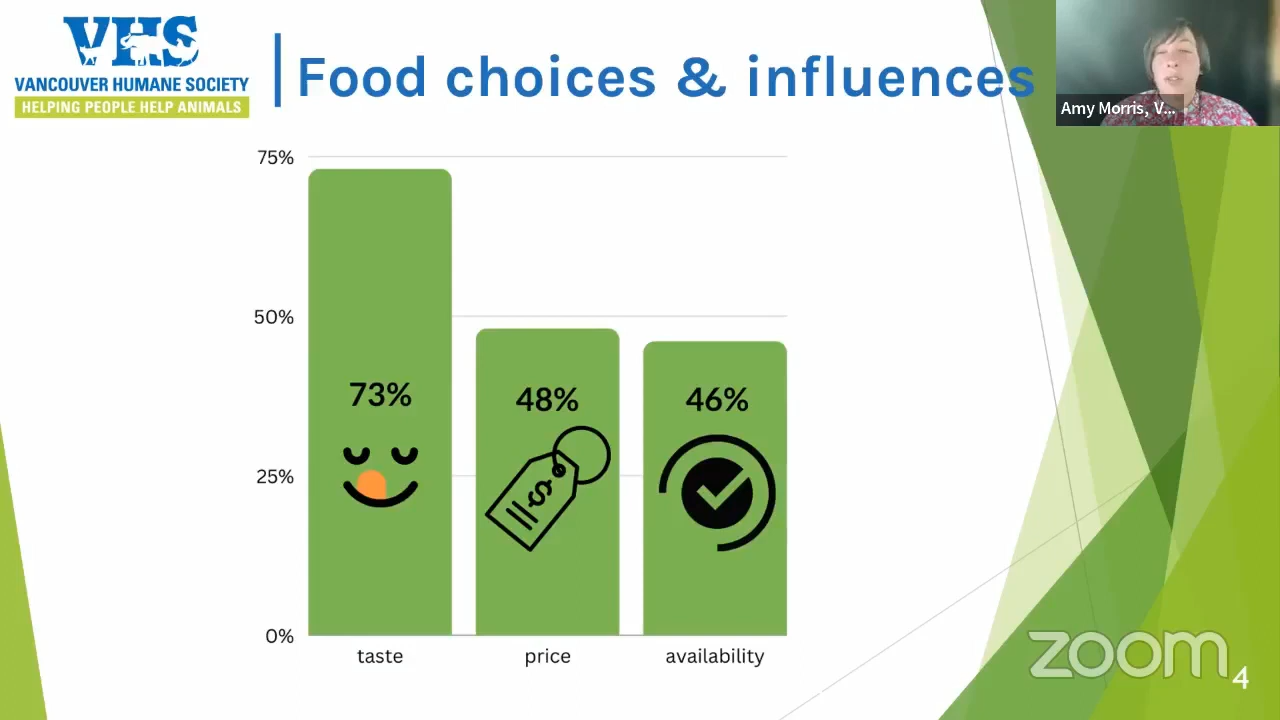 VHS
VANCOUVER HUMANE SOCIETY
HELPING PEOPLE HELP ANIMALS
Food choices & influences
Amy Morris, V...
75%
50%
25%
0%
73%
48%
46%
$
taste
price
availability
zoom
4